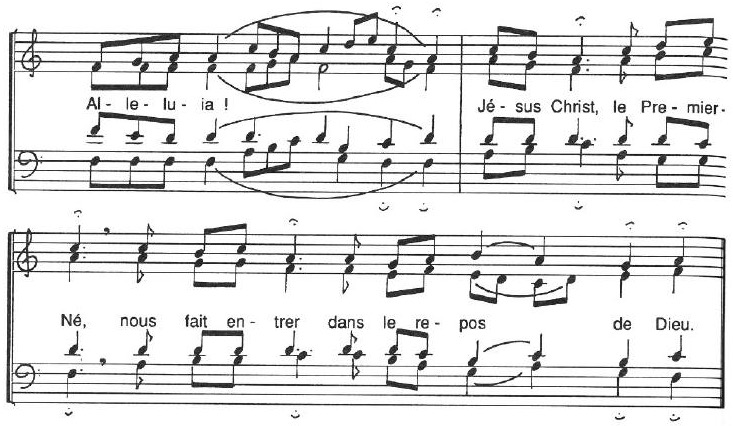 Al - le - lu - ia ! Jé - sus Christ, le Pre - mier-
Né, nous fait en - trer dans le re - pos de Dieu.